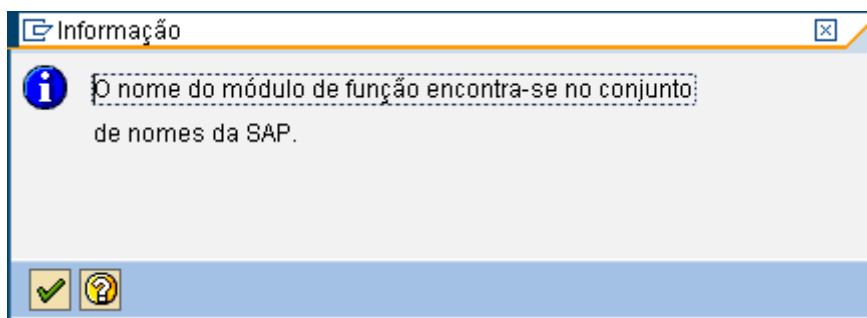 Informação
O nome do módulo de função encontra-se no conjunto
de nomes da SAP.